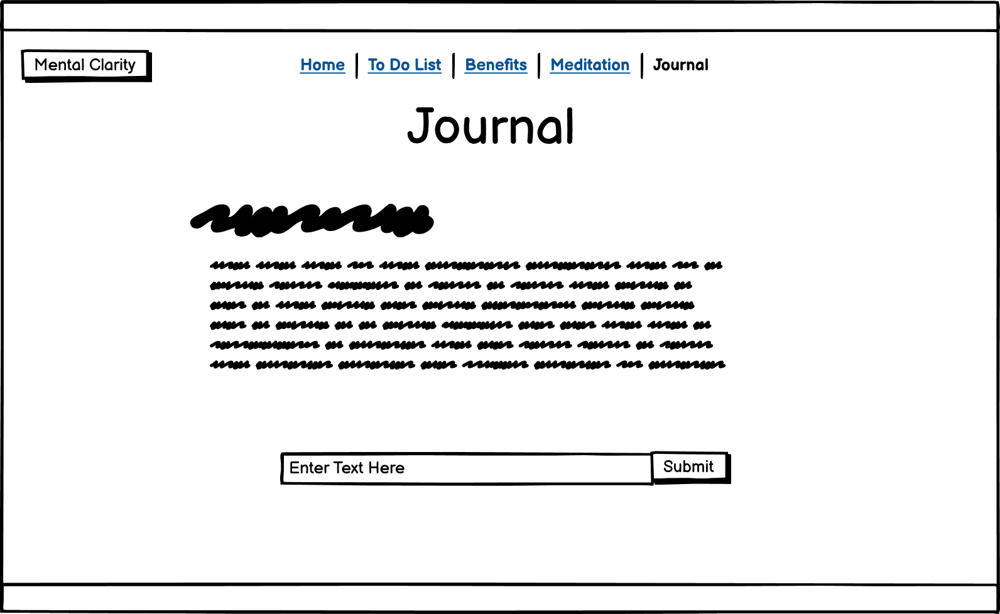 Mental Clarity
Home | To Do List | Benefits | Meditation | Journal
Journal
Enter Text Here
Submit